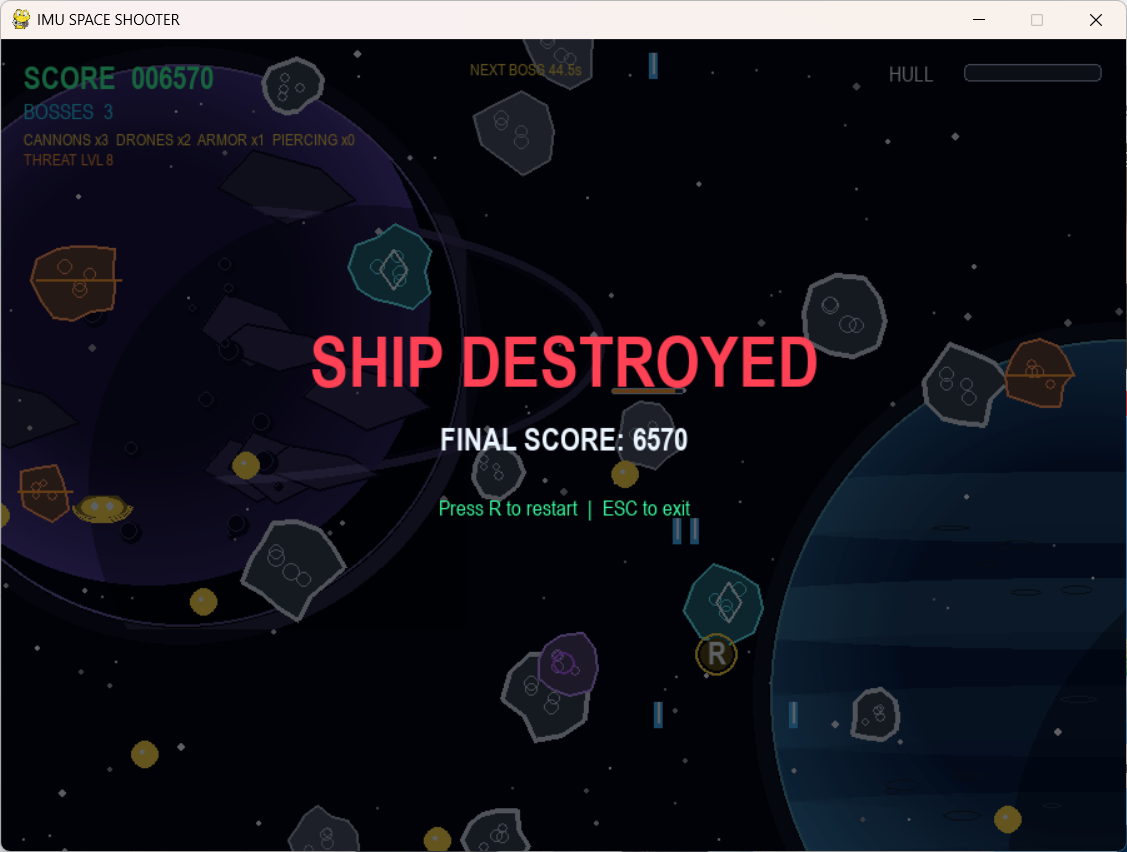 IMU SPACE SHOOTER
SCORE 006570
NEXT BOSS 44.5s
HULL
BOSSES 3
CANNONS x3 DRONES x2 ARMOR x1 PIERCING x0
THREAT LVL 8
SHIP DESTROYED
FINAL SCORE: 6570
Press R to restart | ESC to exit
R